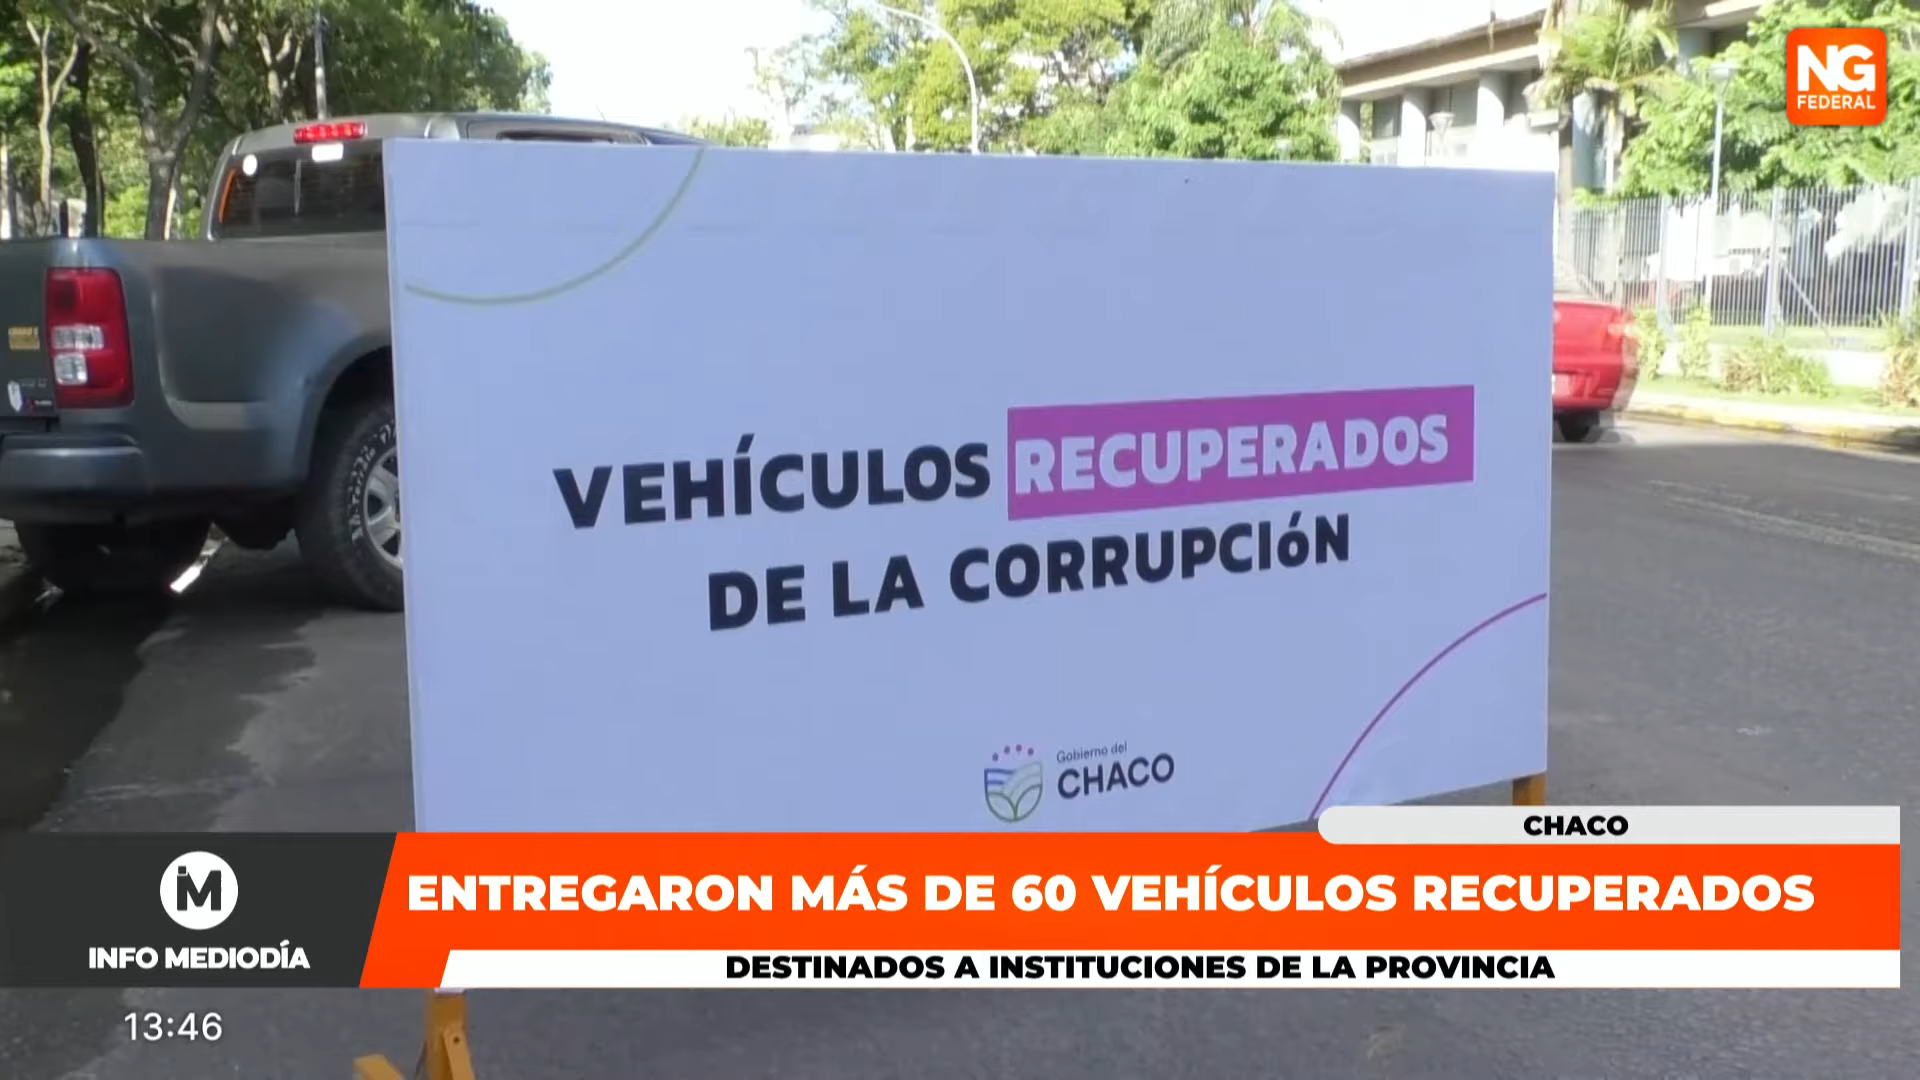 NG
FEDERAL
VEHÍCULOS RECUPERADOS
DE LA CORRUPCIóN
Gobierno del
CHACO
CHACO
ENTREGARON MÁS DE 60 VEHÍCULOS RECUPERADOS
DESTINADOS A INSTITUCIONES DE LA PROVINCIA
iM
INFO MEDIODÍA
13:46